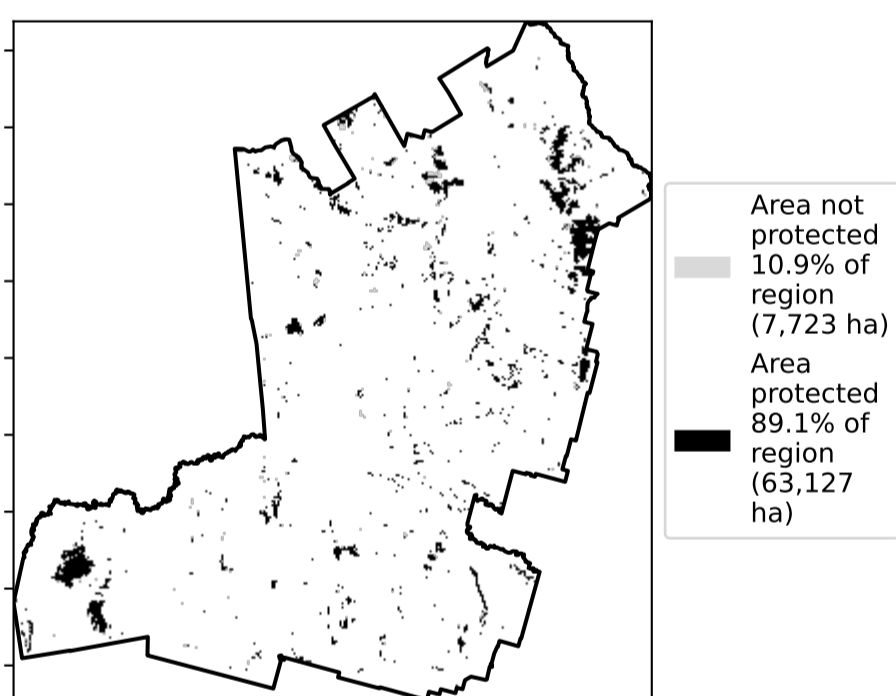 Area not
protected
10.9% of
region
(7,723 ha)
Area
protected
89.1% of
region
(63,127
ha)